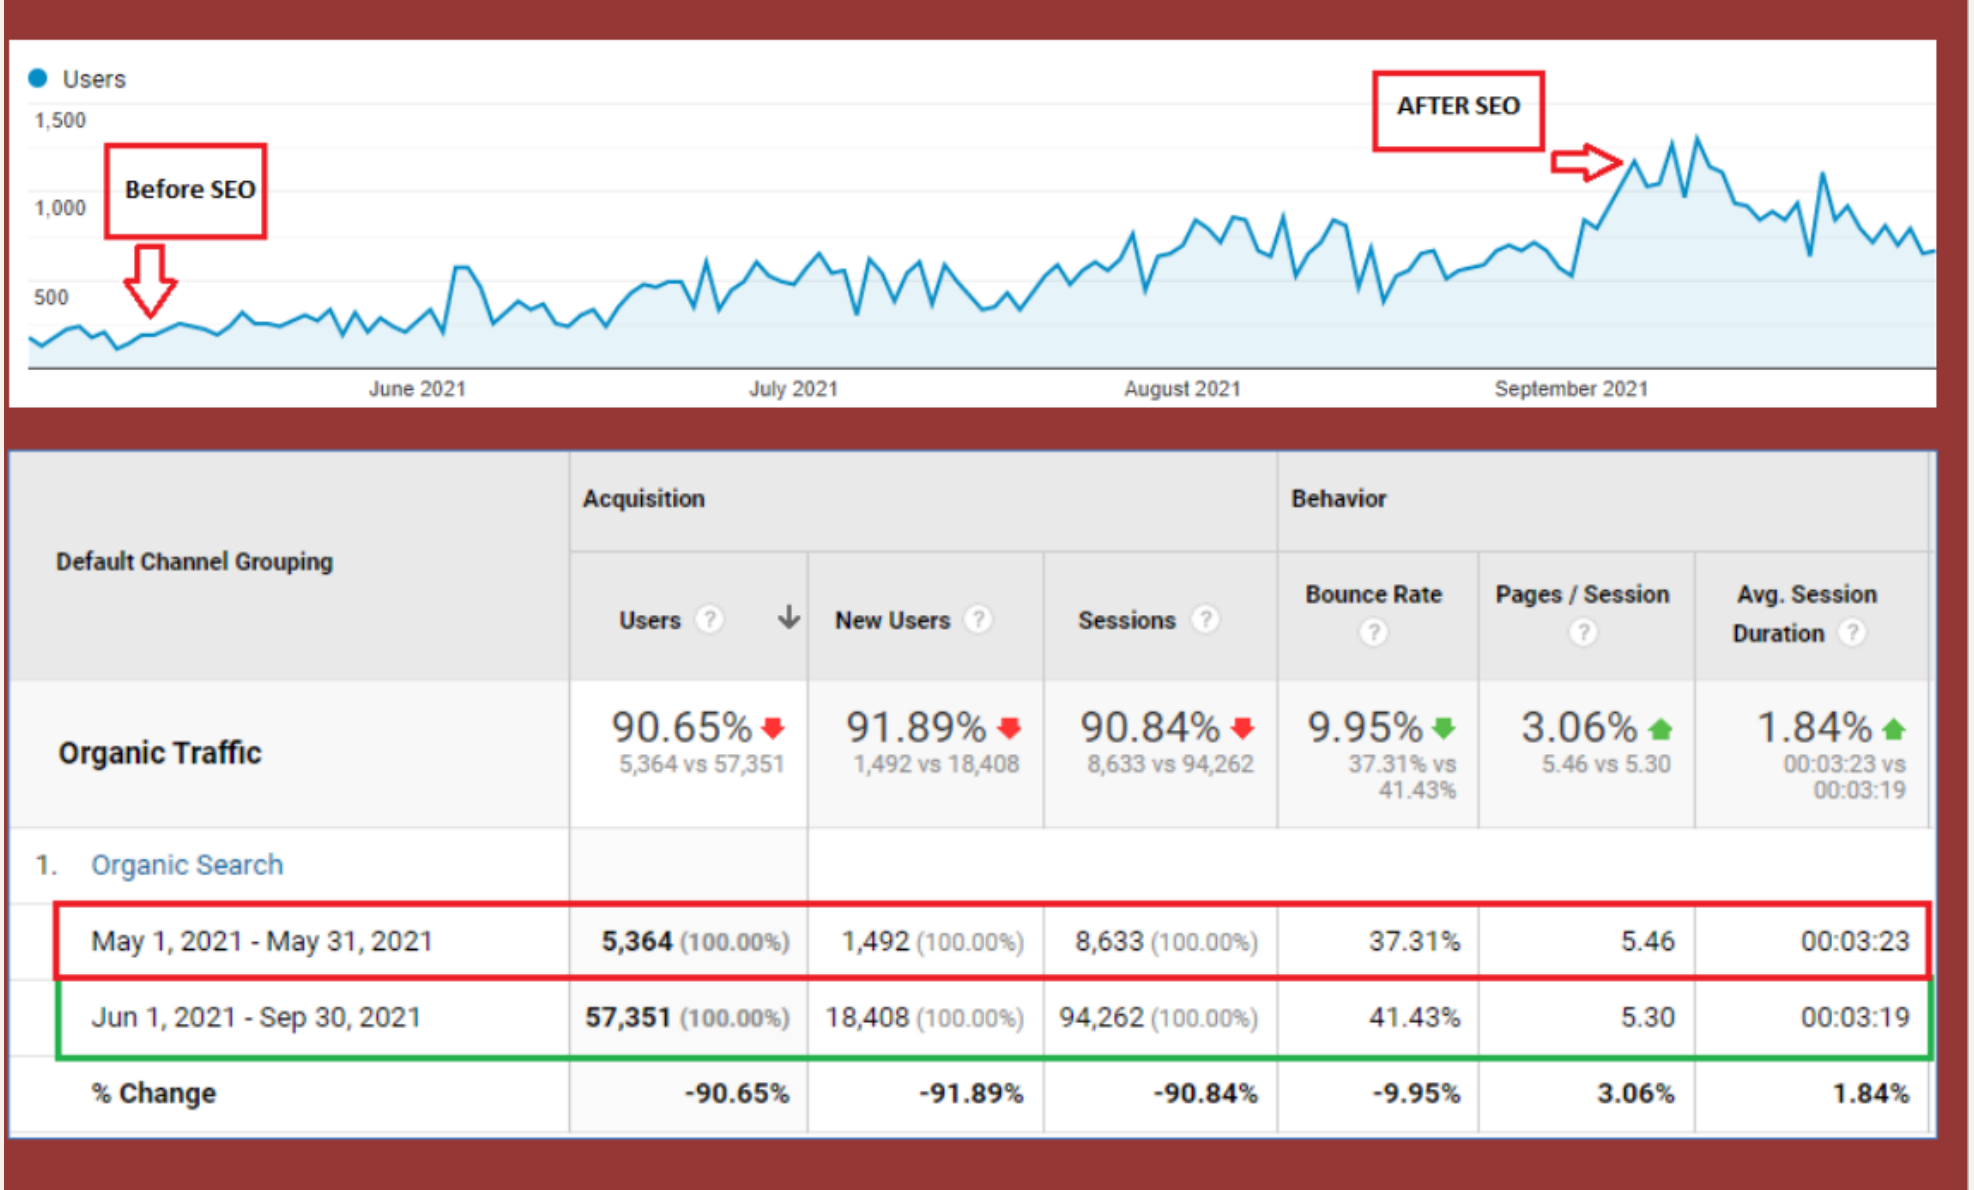 Users
1,500
AFTER SEO
Before SEO
1,000
500
June 2021
July 2021
August 2021
September 2021
Default Channel Grouping
Acquisition
Behavior
Users ?
New Users ?
Sessions ?
Bounce Rate
?
Pages / Session
?
Avg. Session
Duration ?
Organic Traffic
90.65%
5,364 vs 57,351
91.89%
1,492 vs 18,408
90.84%
8,633 vs 94,262
9.95%
37.31% vs
41.43%
3.06%
5.46 vs 5.30
1.84%
00:03:23 vs
00:03:19
1. Organic Search
May 1, 2021 - May 31, 2021 5,364 (100.00%) 1,492 (100.00%) 8,633 (100.00%) 37.31% 5.46 00:03:23
Jun 1, 2021 - Sep 30, 2021 57,351 (100.00%) 18,408 (100.00%) 94,262 (100.00%) 41.43% 5.30 00:03:19
% Change -90.65% -91.89% -90.84% -9.95% 3.06% 1.84%